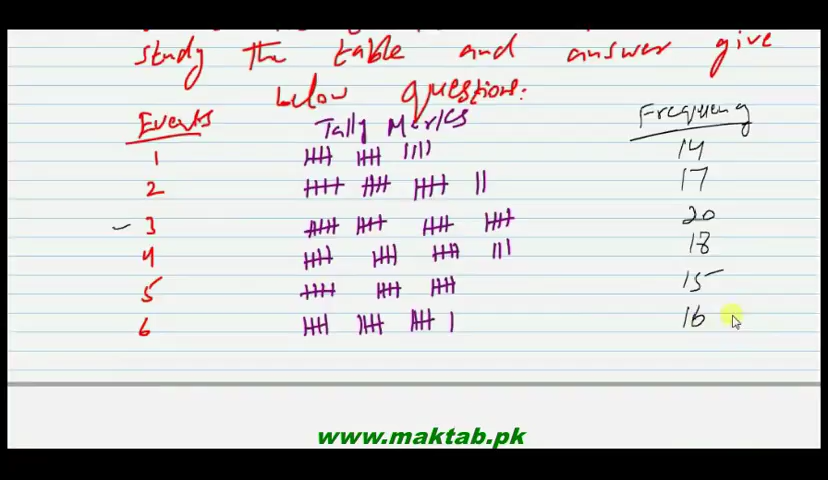 study the table and answer give
below questions:
Events Tally Marks Frequency
1 𝍸 𝍸 |||| 14
2 𝍸 𝍸 𝍸 || 17
3 𝍸 𝍸 𝍸 𝍸 20
4 𝍸 𝍸 𝍸 ||| 18
5 𝍸 𝍸 𝍸 15
6 𝍸 𝍸 𝍸 | 16
www.maktab.pk